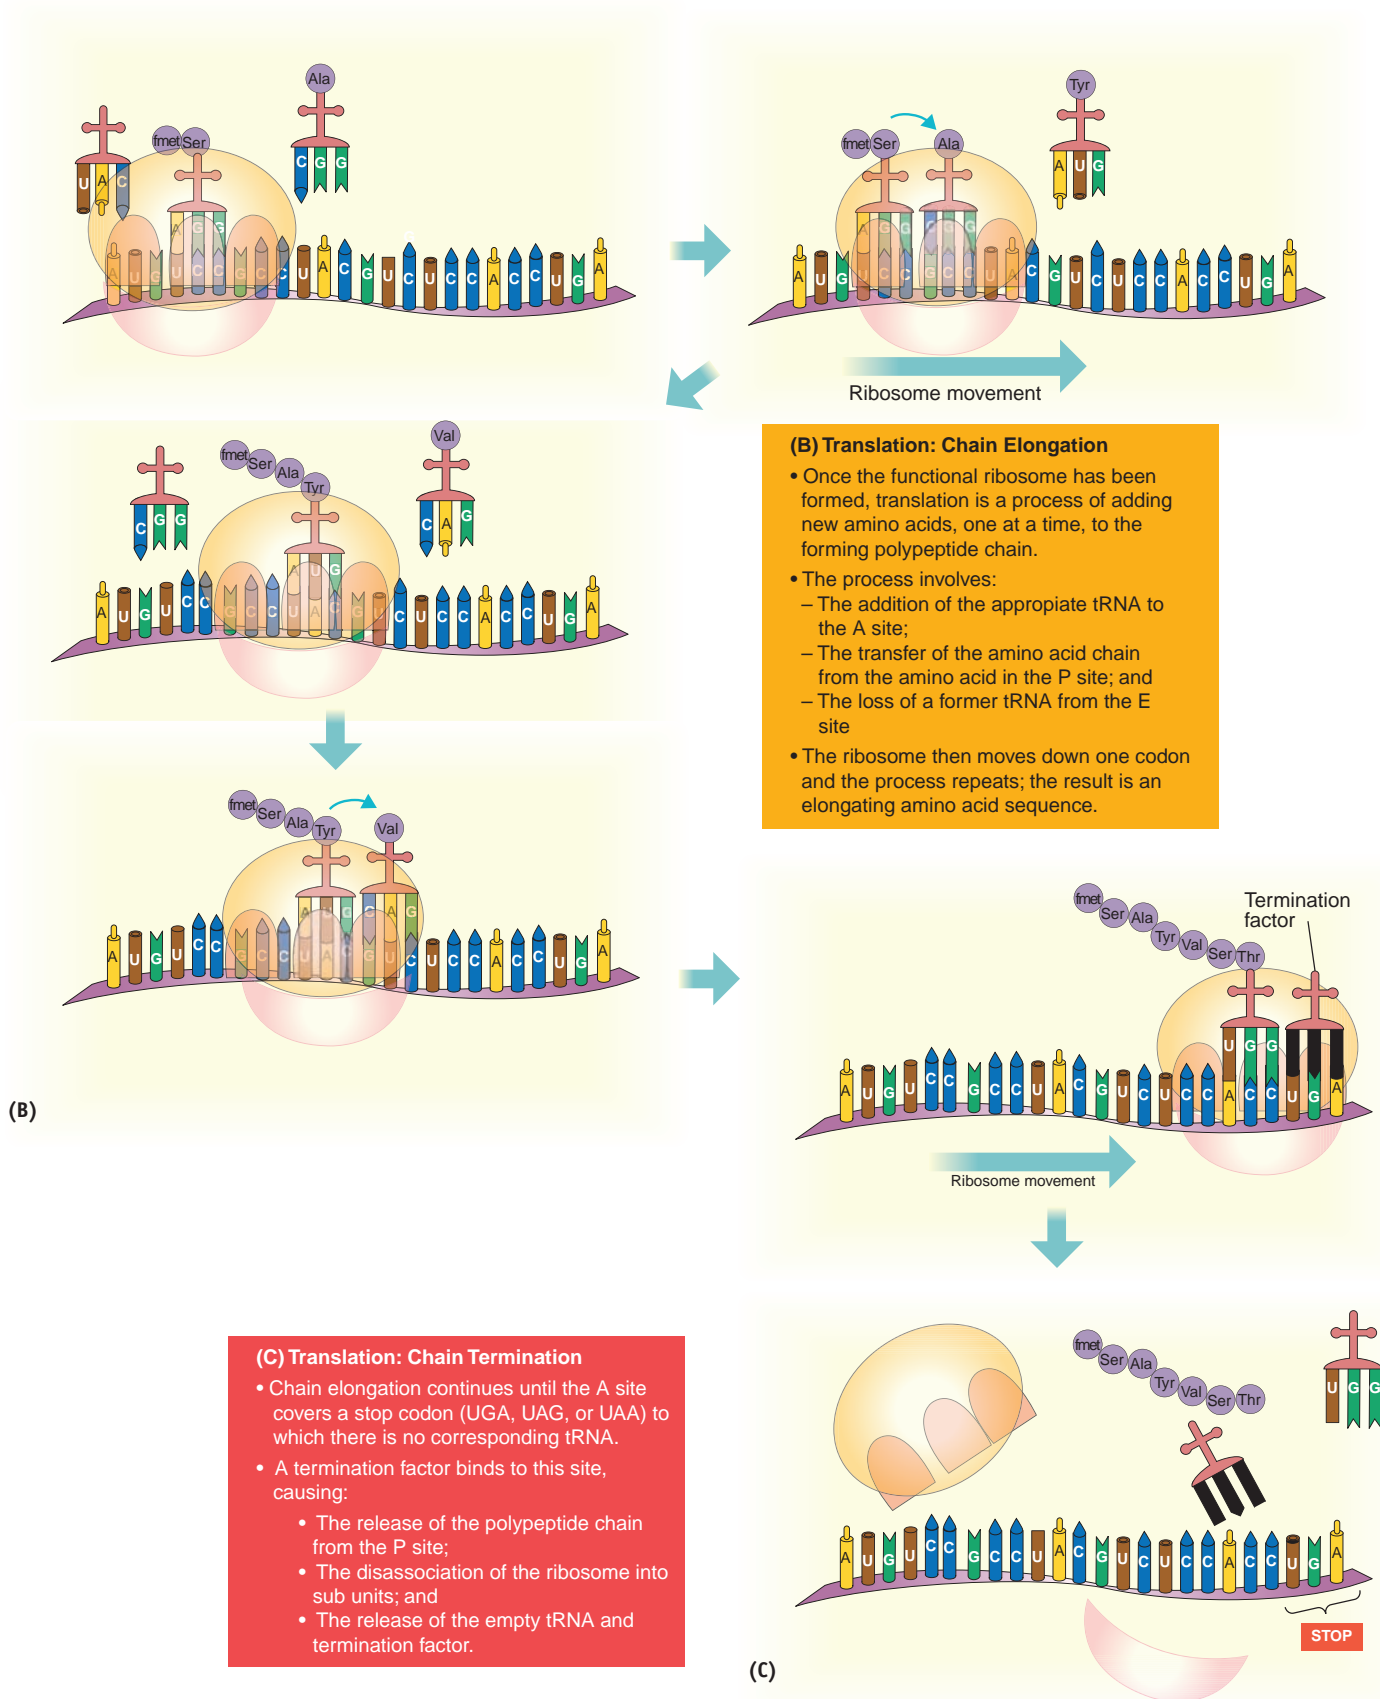 Ala
fmet Ser
U A C
C G G
A G G
A U G U C C G C C U A C G U C U C C A C C U G A
Tyr
fmet Ser Ala
A U G
A G G C G G
A U G U C C G C C U A C G U C U C C A C C U G A
Ribosome movement
Val
fmet Ser Ala Tyr
C G G
C A G
A U G
A U G U C C G C C U A C G U C U C C A C C U G A
(B) Translation: Chain Elongation
• Once the functional ribosome has been
formed, translation is a process of adding
new amino acids, one at a time, to the
forming polypeptide chain.
• The process involves:
– The addition of the appropiate tRNA to
the A site;
– The transfer of the amino acid chain
from the amino acid in the P site; and
– The loss of a former tRNA from the E
site
• The ribosome then moves down one codon
and the process repeats; the result is an
elongating amino acid sequence.
fmet Ser Ala Tyr Val
A U G C A G
A U G U C C G C C U A C G U C U C C A C C U G A
(B)
fmet Ser Ala Tyr Val Ser Thr
Termination
factor
U G G
A U G U C C G C C U A C G U C U C C A C C U G A
Ribosome movement
(C) Translation: Chain Termination
• Chain elongation continues until the A site
covers a stop codon (UGA, UAG, or UAA) to
which there is no corresponding tRNA.
• A termination factor binds to this site,
causing:
• The release of the polypeptide chain
from the P site;
• The disassociation of the ribosome into
sub units; and
• The release of the empty tRNA and
termination factor.
fmet Ser Ala Tyr Val Ser Thr
U G G
A U G U C C G C C U A C G U C U C C A C C U G A
STOP
(C)